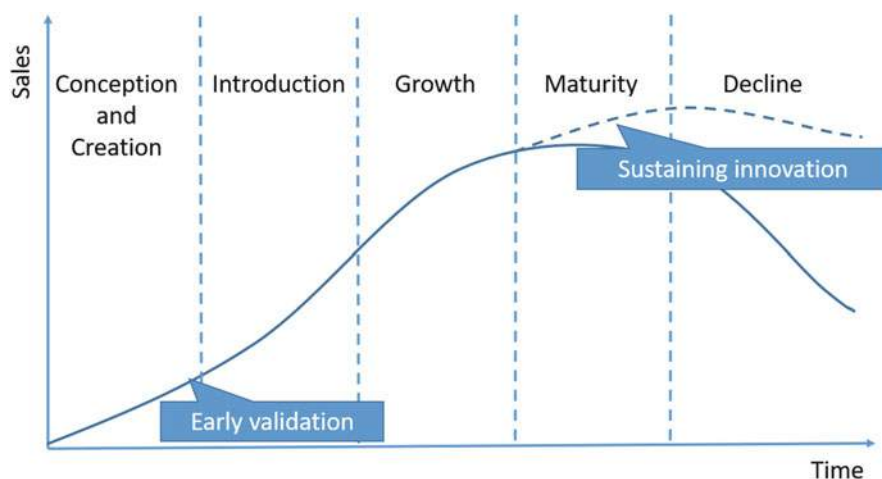 Sales
Conception
and
Creation
Introduction
Growth
Maturity
Decline
Sustaining innovation
Early validation
Time